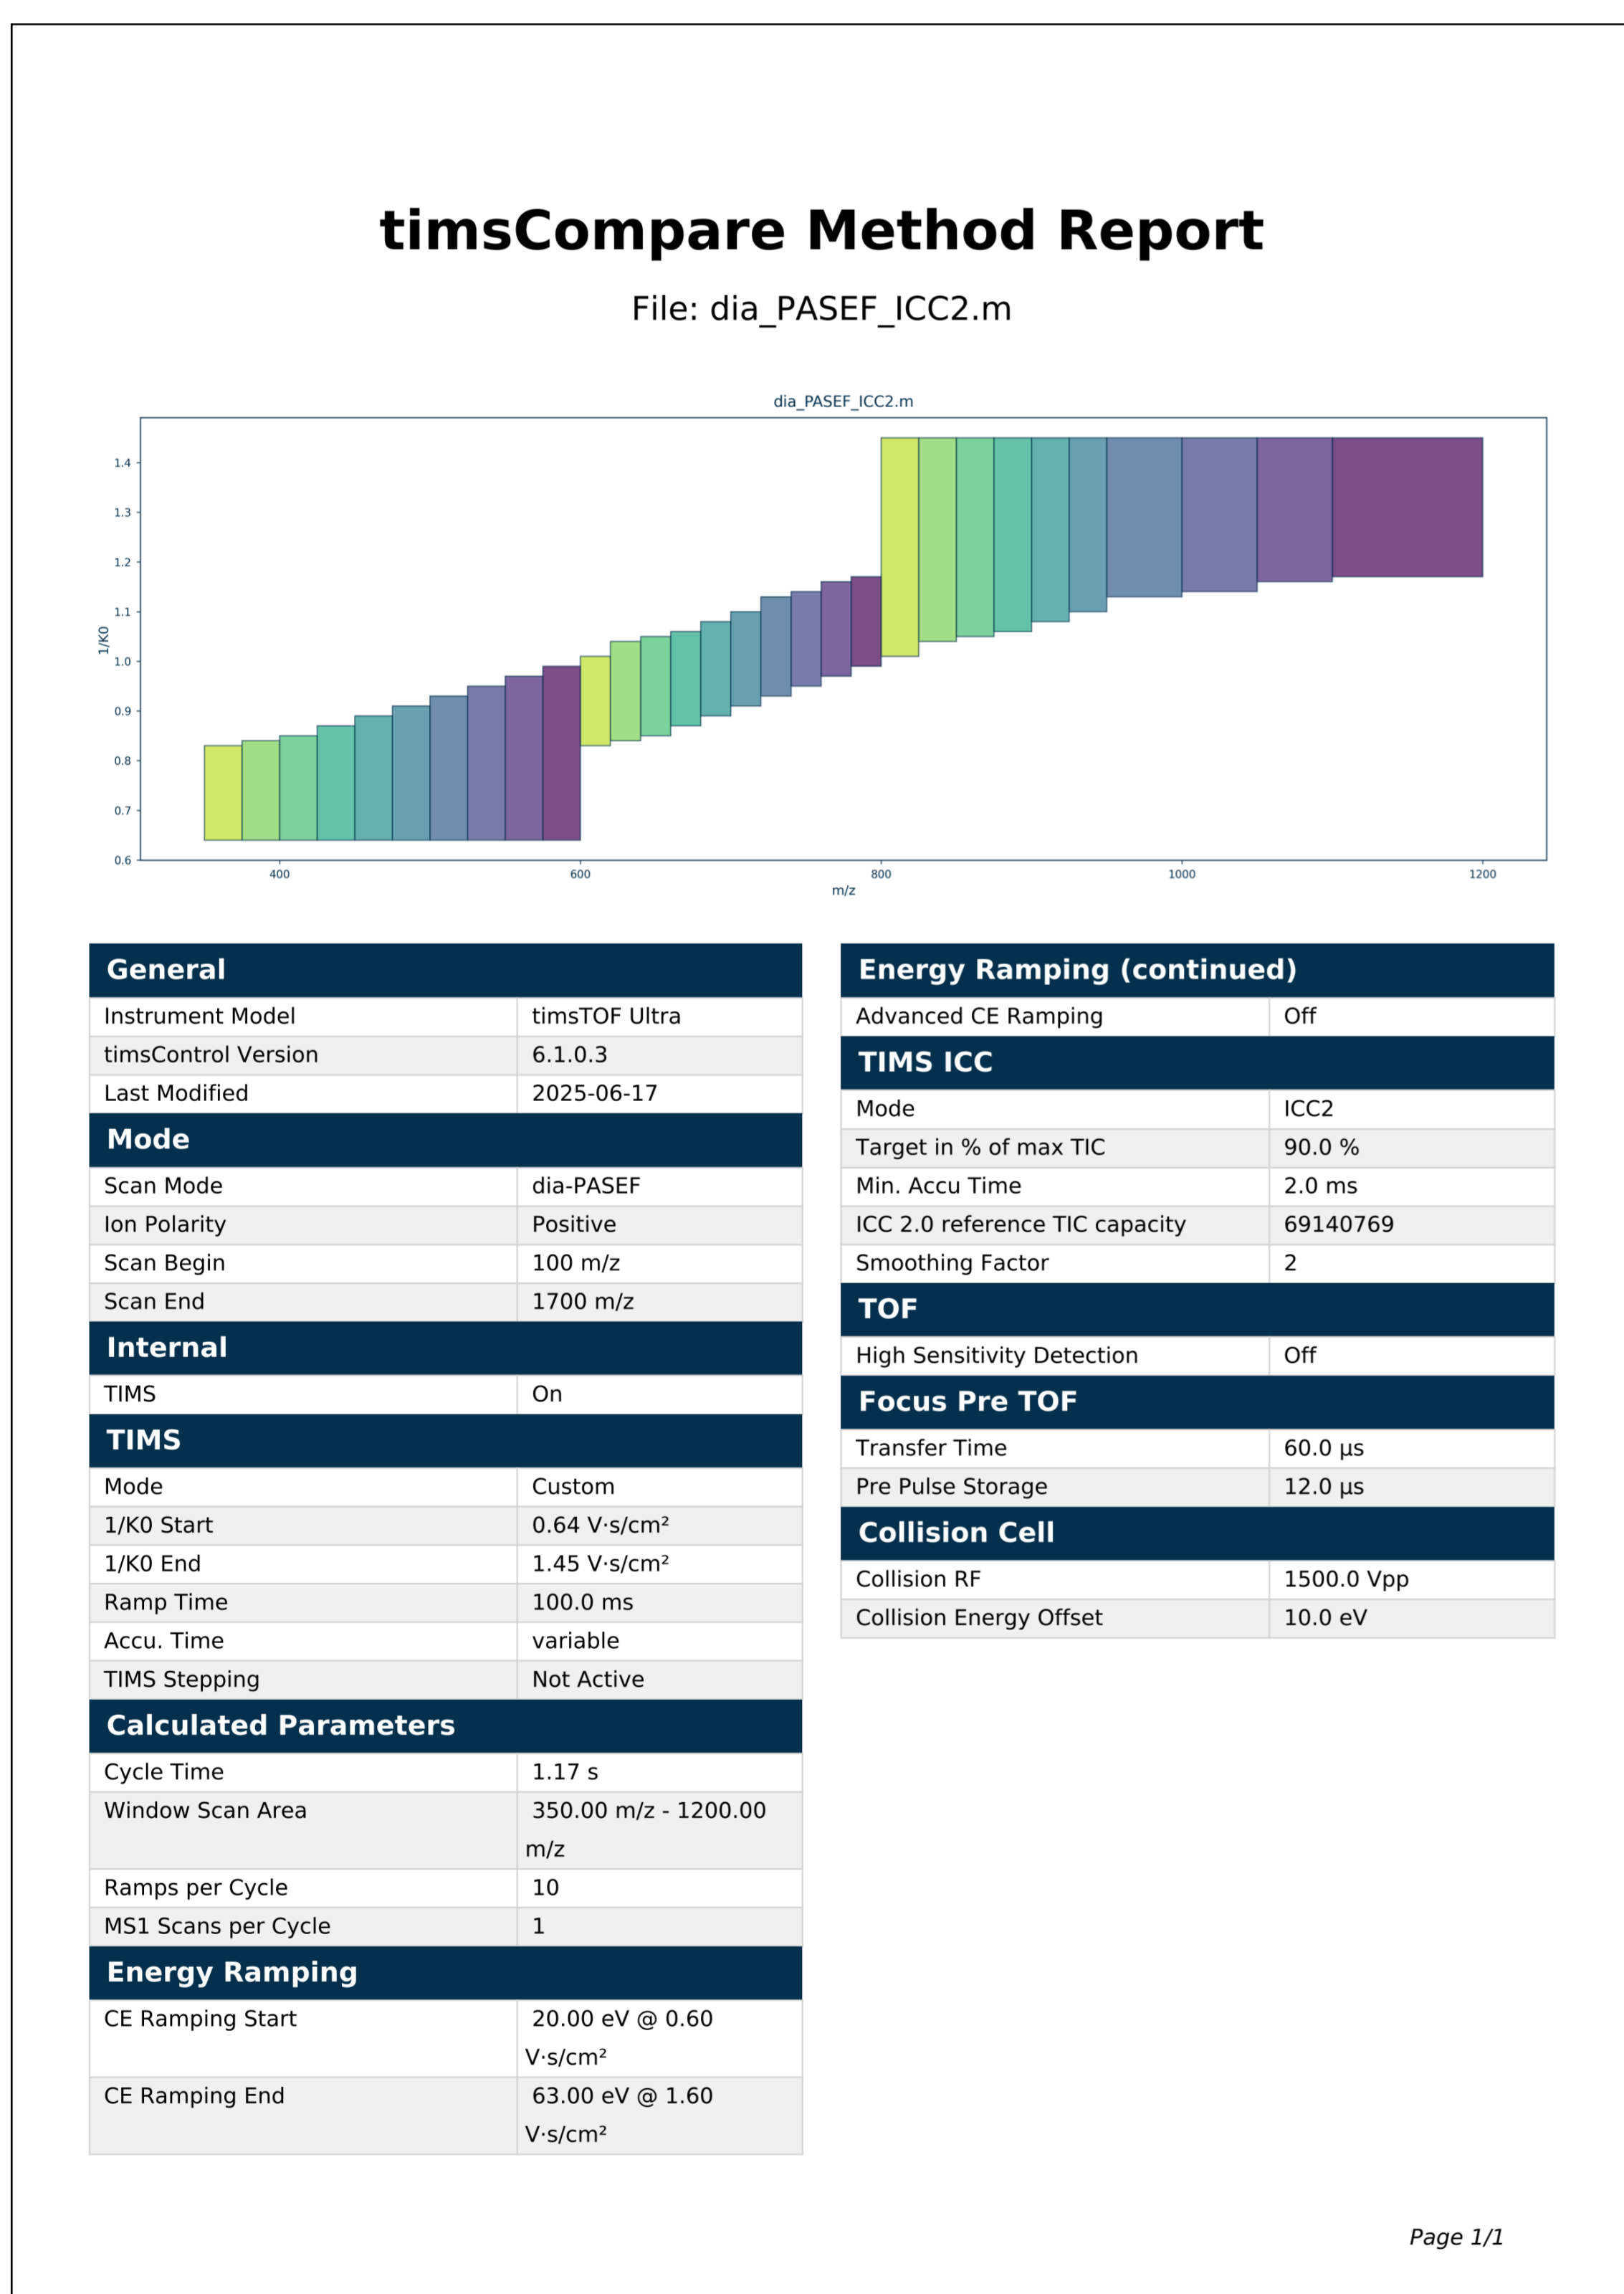 timsCompare Method Report
File: dia_PASEF_ICC2.m
dia_PASEF_ICC2.m
1/K0
1.4
1.3
1.2
1.1
1.0
0.9
0.8
0.7
0.6
400 600 800 1000 1200
m/z
General
Instrument Model timsTOF Ultra
timsControl Version 6.1.0.3
Last Modified 2025-06-17
Mode
Scan Mode dia-PASEF
Ion Polarity Positive
Scan Begin 100 m/z
Scan End 1700 m/z
Internal
TIMS On
TIMS
Mode Custom
1/K0 Start 0.64 V·s/cm²
1/K0 End 1.45 V·s/cm²
Ramp Time 100.0 ms
Accu. Time variable
TIMS Stepping Not Active
Calculated Parameters
Cycle Time 1.17 s
Window Scan Area 350.00 m/z - 1200.00
m/z
Ramps per Cycle 10
MS1 Scans per Cycle 1
Energy Ramping
CE Ramping Start 20.00 eV @ 0.60
V·s/cm²
CE Ramping End 63.00 eV @ 1.60
V·s/cm²
Energy Ramping (continued)
Advanced CE Ramping Off
TIMS ICC
Mode ICC2
Target in % of max TIC 90.0 %
Min. Accu Time 2.0 ms
ICC 2.0 reference TIC capacity 69140769
Smoothing Factor 2
TOF
High Sensitivity Detection Off
Focus Pre TOF
Transfer Time 60.0 µs
Pre Pulse Storage 12.0 µs
Collision Cell
Collision RF 1500.0 Vpp
Collision Energy Offset 10.0 eV
Page 1/1